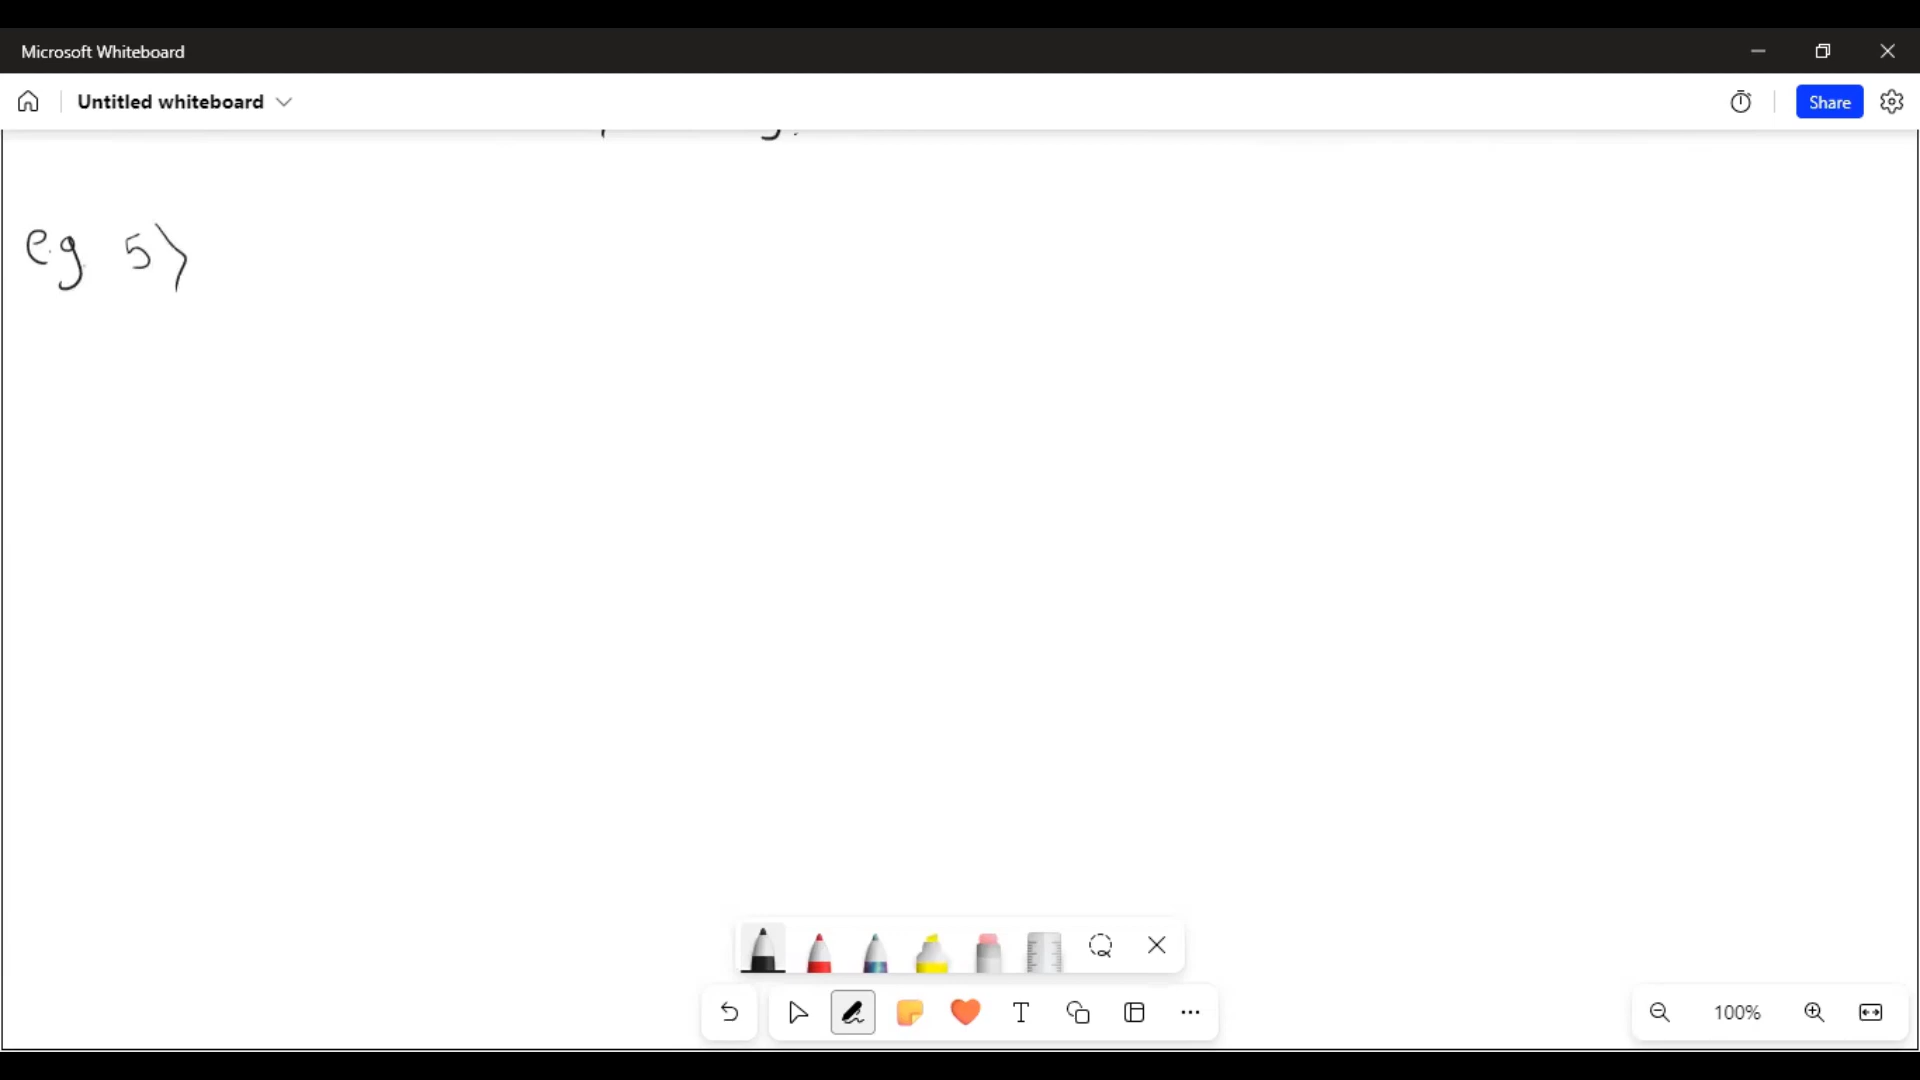 Microsoft Whiteboard
Untitled whiteboard
Share
e.g. 5)
100%